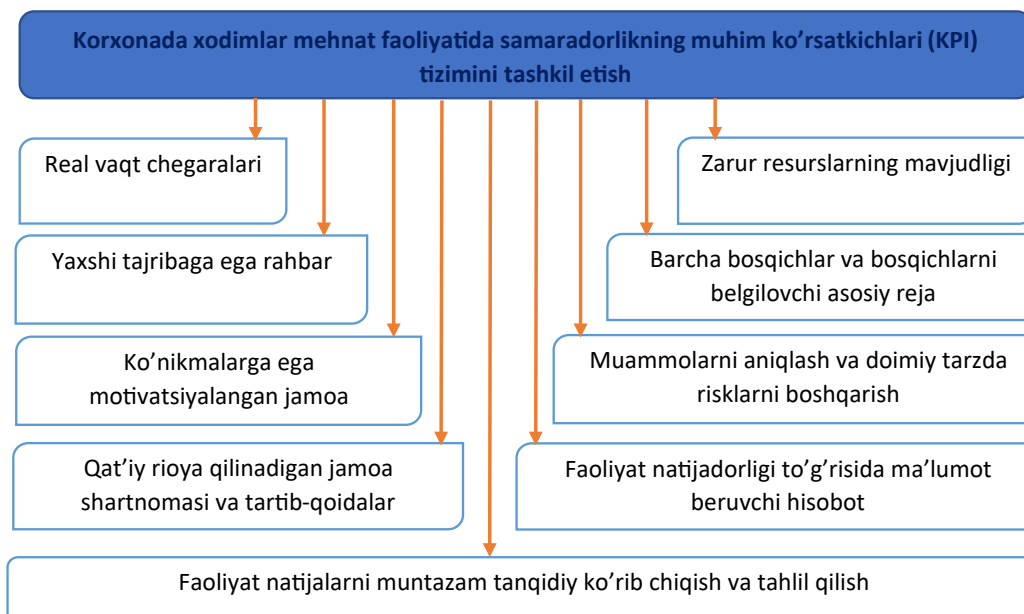 Korxonada xodimlar mehnat faoliyatida samaradorlikning muhim ko’rsatkichlari (KPI)
tizimini tashkil etish
Real vaqt chegaralari
Zarur resurslarning mavjudligi
Yaxshi tajribaga ega rahbar
Barcha bosqichlar va bosqichlarni
belgilovchi asosiy reja
Ko’nikmalarga ega
motivatsiyalangan jamoa
Muammolarni aniqlash va doimiy tarzda
risklarni boshqarish
Qat’iy rioya qilinadigan jamoa
shartnomasi va tartib-qoidalar
Faoliyat natijadorligi to’g’risida ma’lumot
beruvchi hisobot
Faoliyat natijalarni muntazam tanqidiy ko’rib chiqish va tahlil qilish